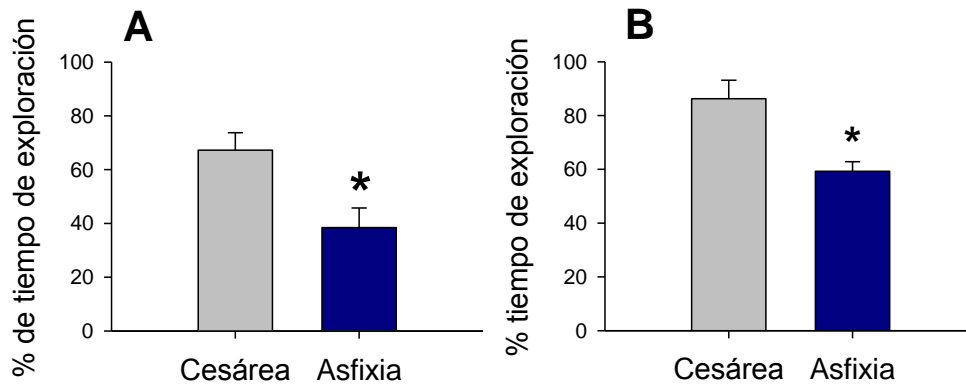 A
% de tiempo de exploración
100
80
60
40
20
0
*
Cesárea
Asfixia
B
% tiempo de exploración
100
80
60
40
20
0
*
Cesárea
Asfixia